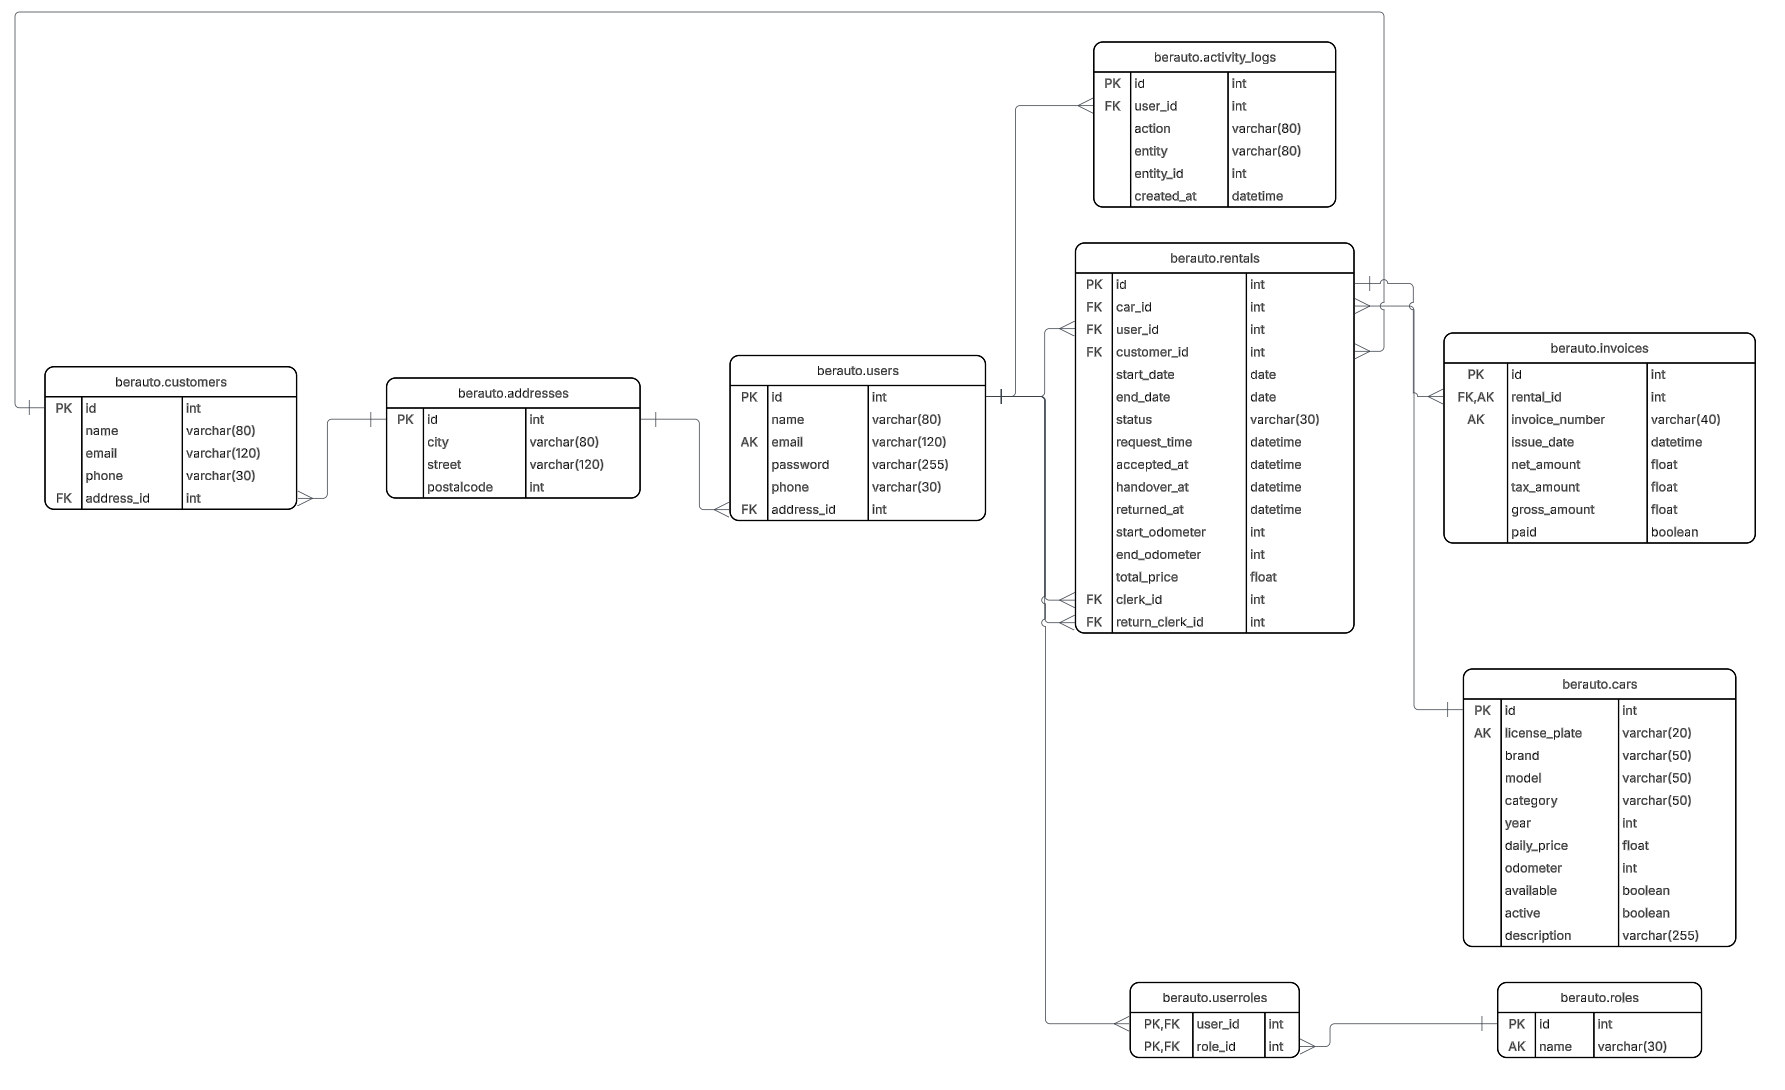 berauto.activity_logs
PK id int
FK user_id int
action varchar(80)
entity varchar(80)
entity_id int
created_at datetime
berauto.rentals
PK id int
FK car_id int
FK user_id int
FK customer_id int
start_date date
end_date date
status varchar(30)
request_time datetime
accepted_at datetime
handover_at datetime
returned_at datetime
start_odometer int
end_odometer int
total_price float
FK clerk_id int
FK return_clerk_id int
berauto.customers
PK id int
name varchar(80)
email varchar(120)
phone varchar(30)
FK address_id int
berauto.addresses
PK id int
city varchar(80)
street varchar(120)
postalcode int
berauto.users
PK id int
name varchar(80)
AK email varchar(120)
password varchar(255)
phone varchar(30)
FK address_id int
berauto.invoices
PK id int
FK,AK rental_id int
AK invoice_number varchar(40)
issue_date datetime
net_amount float
tax_amount float
gross_amount float
paid boolean
berauto.cars
PK id int
AK license_plate varchar(20)
brand varchar(50)
model varchar(50)
category varchar(50)
year int
daily_price float
odometer int
available boolean
active boolean
description varchar(255)
berauto.userroles
PK,FK user_id int
PK,FK role_id int
berauto.roles
PK id int
AK name varchar(30)